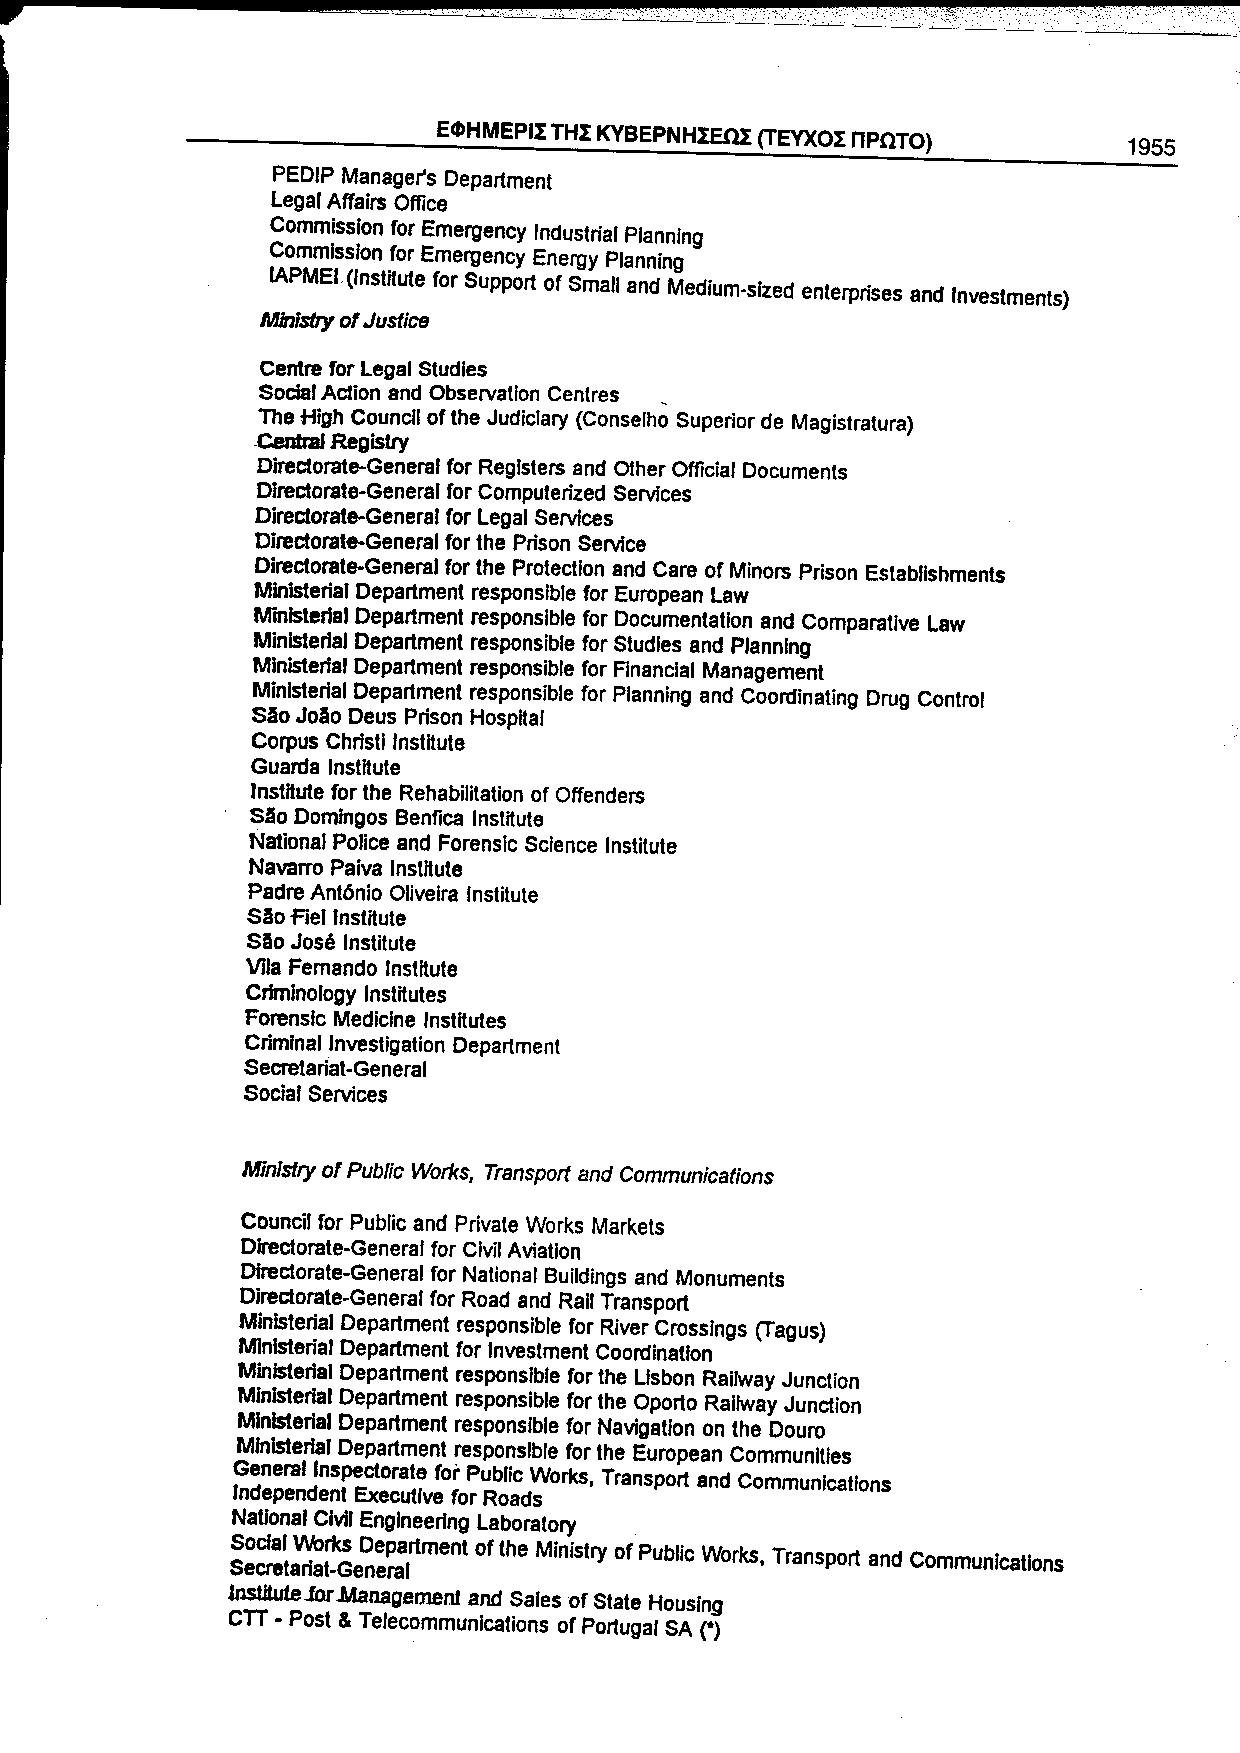 ΕΦΗΜΕΡΙΣ ΤΗΣ ΚΥΒΕΡΝΗΣΕΩΣ (ΤΕΥΧΟΣ ΠΡΩΤΟ)
1955
PEDIP Manager's Department
Legal Affairs Office
Commission for Emergency Industrial Planning
Commission for Emergency Energy Planning
IAPMEI (Institute for Support of Small and Medium-sized enterprises and Investments)
Ministry of Justice
Centre for Legal Studies
Social Action and Observation Centres
The High Council of the Judiciary (Conselho Superior de Magistratura)
Central Registry
Directorate-General for Registers and Other Official Documents
Directorate-General for Computerized Services
Directorate-General for Legal Services
Directorate-General for the Prison Service
Directorate-General for the Protection and Care of Minors Prison Establishments
Ministerial Department responsible for European Law
Ministerial Department responsible for Documentation and Comparative Law
Ministerial Department responsible for Studies and Planning
Ministerial Department responsible for Financial Management
Ministerial Department responsible for Planning and Coordinating Drug Control
São João Deus Prison Hospital
Corpus Christi Institute
Guarda Institute
Institute for the Rehabilitation of Offenders
São Domingos Benfica Institute
National Police and Forensic Science Institute
Navarro Paiva Institute
Padre António Oliveira Institute
São Fiel Institute
São José Institute
Vila Fernando Institute
Criminology Institutes
Forensic Medicine Institutes
Criminal Investigation Department
Secretariat-General
Social Services
Ministry of Public Works, Transport and Communications
Council for Public and Private Works Markets
Directorate-General for Civil Aviation
Directorate-General for National Buildings and Monuments
Directorate-General for Road and Rail Transport
Ministerial Department responsible for River Crossings (Tagus)
Ministerial Department for Investment Coordination
Ministerial Department responsible for the Lisbon Railway Junction
Ministerial Department responsible for the Oporto Railway Junction
Ministerial Department responsible for Navigation on the Douro
Ministerial Department responsible for the European Communities
General Inspectorate for Public Works, Transport and Communications
Independent Executive for Roads
National Civil Engineering Laboratory
Social Works Department of the Ministry of Public Works, Transport and Communications
Secretariat-General
Institute for Management and Sales of State Housing
CTT - Post & Telecommunications of Portugal SA (*)